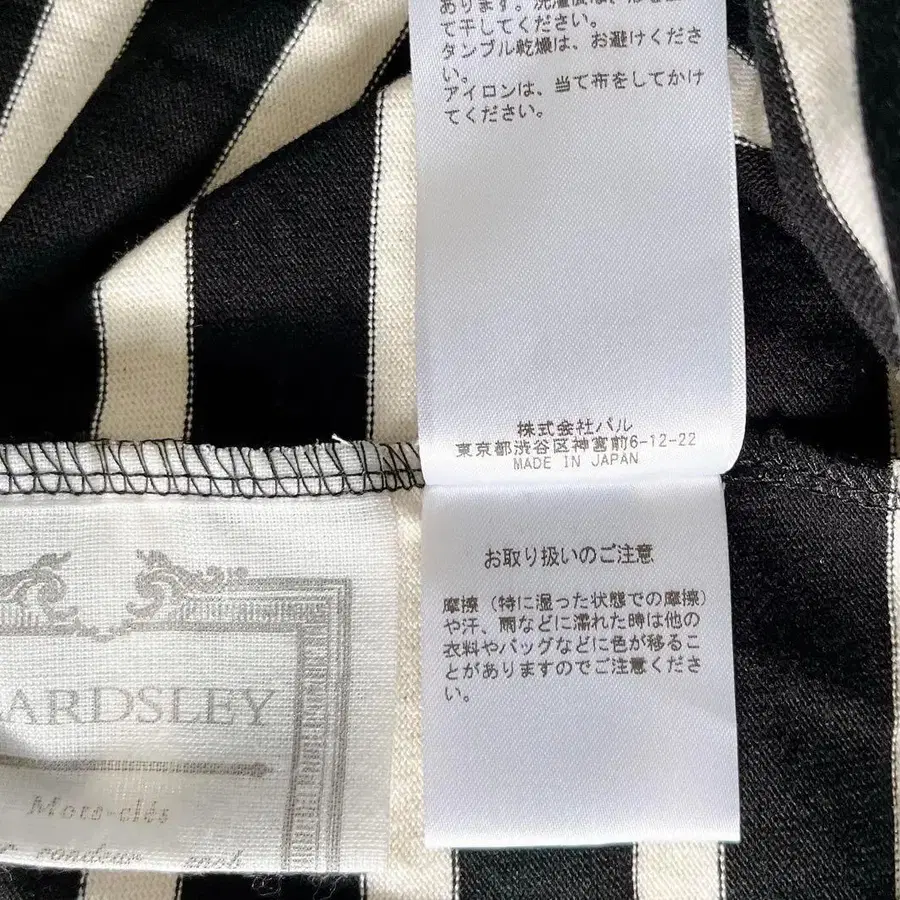 あります。洗濯後は、形を整え
て干してください。
タンブル乾燥は、お避けくださ
い。
アイロンは、当て布をしてかけ
てください。
株式会社パル
東京都渋谷区神宮前6-12-22
MADE IN JAPAN
お取り扱いのご注意
摩擦（特に湿った状態での摩擦）
や汗、雨などに濡れた時は他の
衣料やバッグなどに色が移るこ
とがありますのでご注意くださ
い。
ARDSLEY
Mots-clés